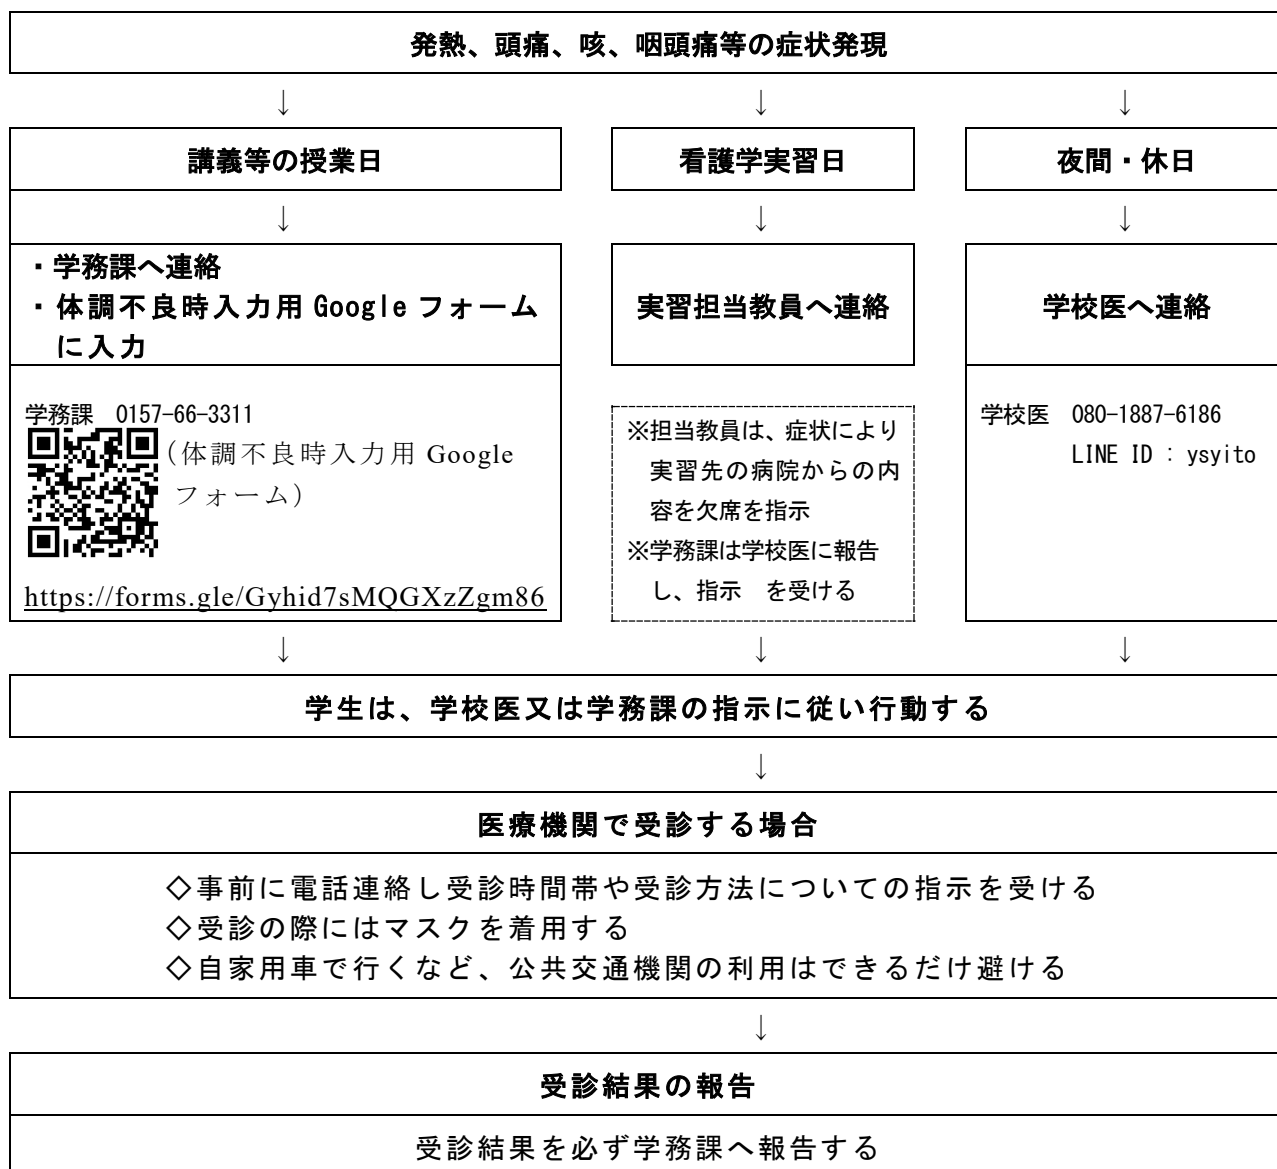 発熱、頭痛、咳、咽頭痛等の症状発現
↓ ↓ ↓
講義等の授業日
看護学実習日
夜間・休日
↓ ↓ ↓
・学務課へ連絡
・体調不良時入力用 Google フォーム
に入力
実習担当教員へ連絡
学校医へ連絡
学務課 0157-66-3311
(体調不良時入力用 Google
フォーム)
https://forms.gle/Gyhid7sMQGXzZgm86
※担当教員は、症状により
実習先の病院からの内
容を欠席を指示
※学務課は学校医に報告
し、指示 を受ける
学校医 080-1887-6186
LINE ID : ysyito
↓ ↓ ↓
学生は、学校医又は学務課の指示に従い行動する
↓
医療機関で受診する場合
◇事前に電話連絡し受診時間帯や受診方法についての指示を受ける
◇受診の際にはマスクを着用する
◇自家用車で行くなど、公共交通機関の利用はできるだけ避ける
↓
受診結果の報告
受診結果を必ず学務課へ報告する